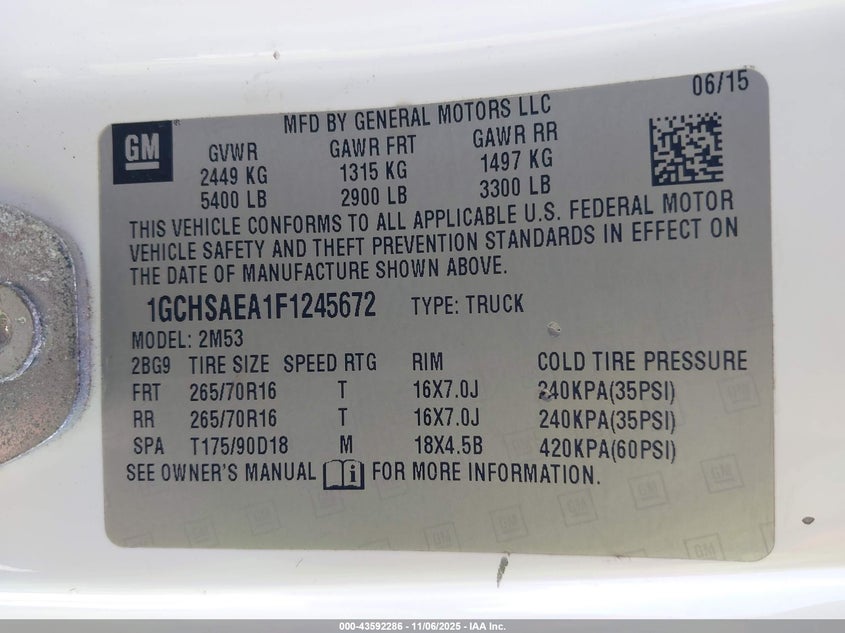 06/15
MFD BY GENERAL MOTORS LLC
GM
GVWR GAWR FRT GAWR RR
2449 KG 1315 KG 1497 KG
5400 LB 2900 LB 3300 LB
THIS VEHICLE CONFORMS TO ALL APPLICABLE U.S. FEDERAL MOTOR
VEHICLE SAFETY AND THEFT PREVENTION STANDARDS IN EFFECT ON
THE DATE OF MANUFACTURE SHOWN ABOVE.
1GCHSAEA1F1245672 TYPE: TRUCK
MODEL: 2M53
2BG9 TIRE SIZE SPEED RTG RIM COLD TIRE PRESSURE
FRT 265/70R16 T 16X7.0J 240KPA(35PSI)
RR 265/70R16 T 16X7.0J 240KPA(35PSI)
SPA T175/90D18 M 18X4.5B 420KPA(60PSI)
SEE OWNER'S MANUAL i FOR MORE INFORMATION.
000-43592286 - 11/06/2025 - IAA Inc.